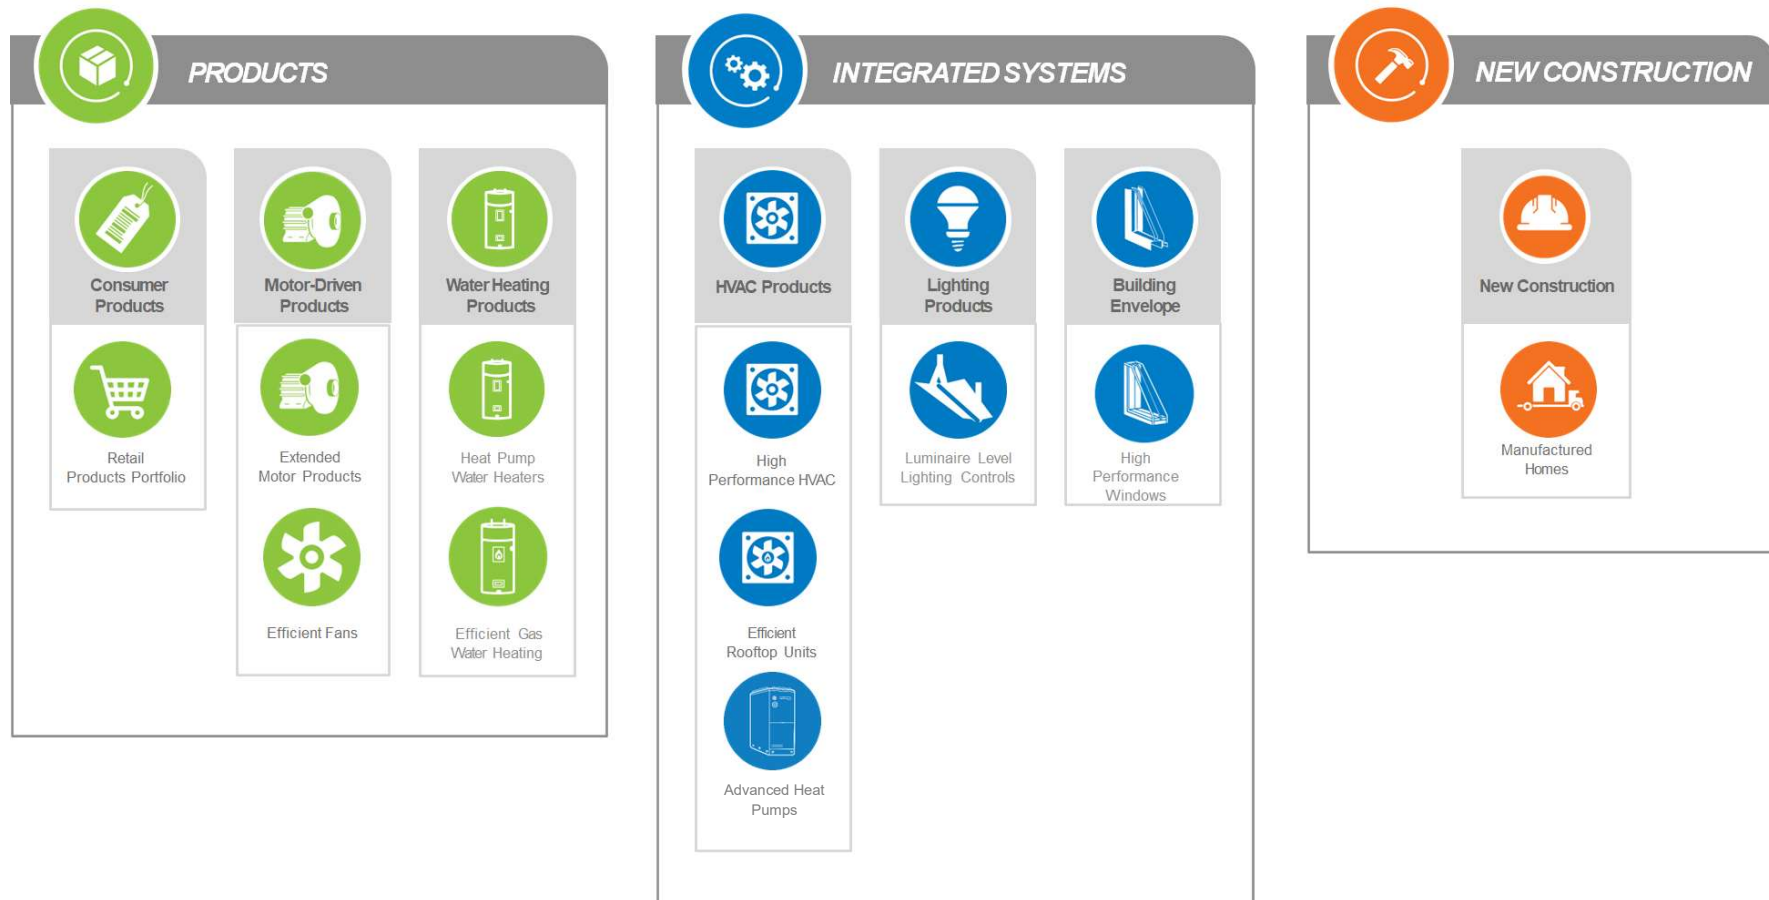 PRODUCTS
Consumer
Products
Retail
Products Portfolio
Motor-Driven
Products
Extended
Motor Products
Efficient Fans
Water Heating
Products
Heat Pump
Water Heaters
Efficient Gas
Water Heating
INTEGRATED SYSTEMS
HVAC Products
High
Performance HVAC
Efficient
Rooftop Units
Advanced Heat
Pumps
Lighting
Products
Luminaire Level
Lighting Controls
Building
Envelope
High
Performance
Windows
NEW CONSTRUCTION
New Construction
Manufactured
Homes